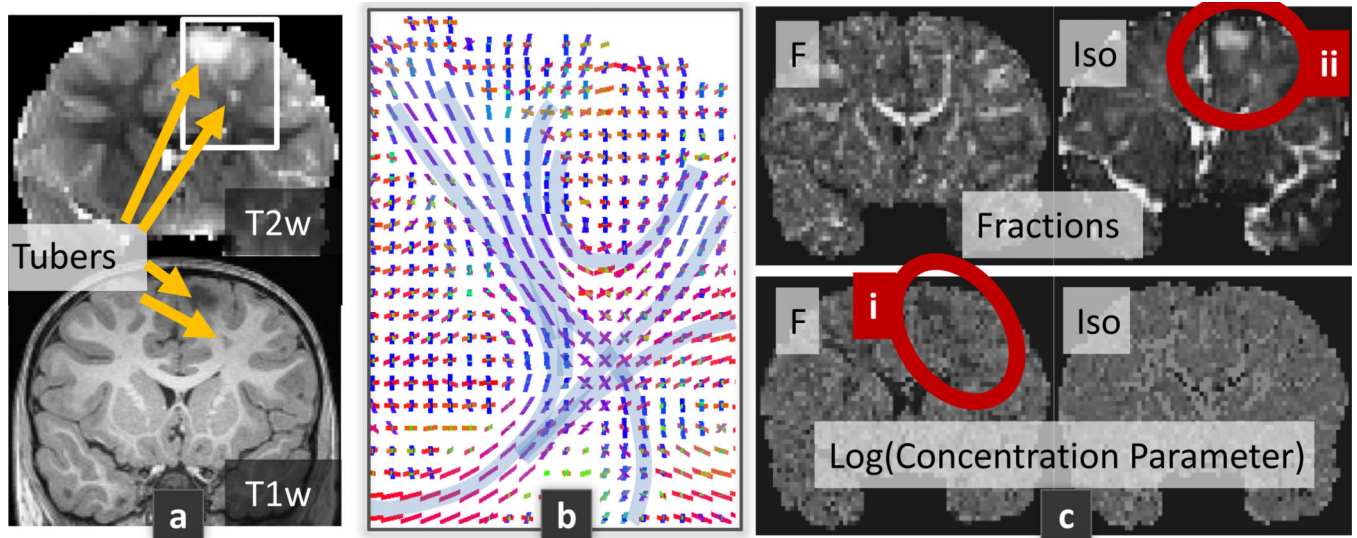 T2w
Tubers
T1w
a
b
F
Iso
ii
Fractions
i
F
Iso
Log(Concentration Parameter)
c